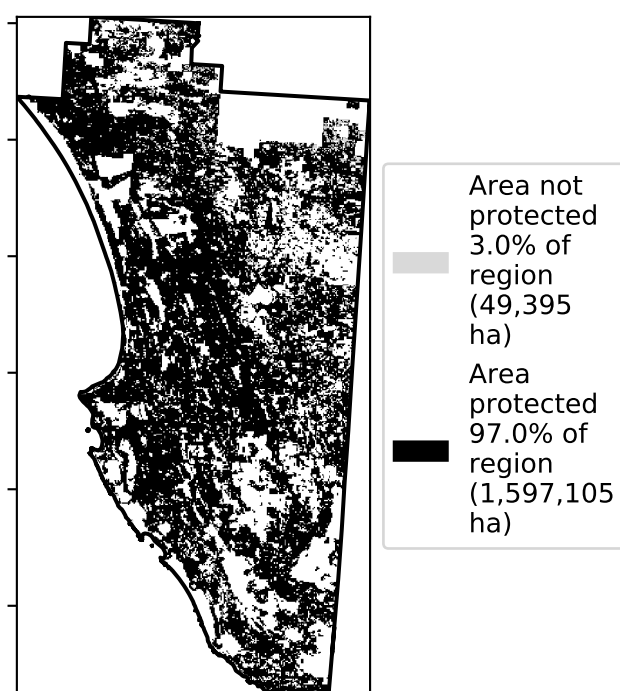 Area not
protected
3.0% of
region
(49,395
ha)
Area
protected
97.0% of
region
(1,597,105
ha)